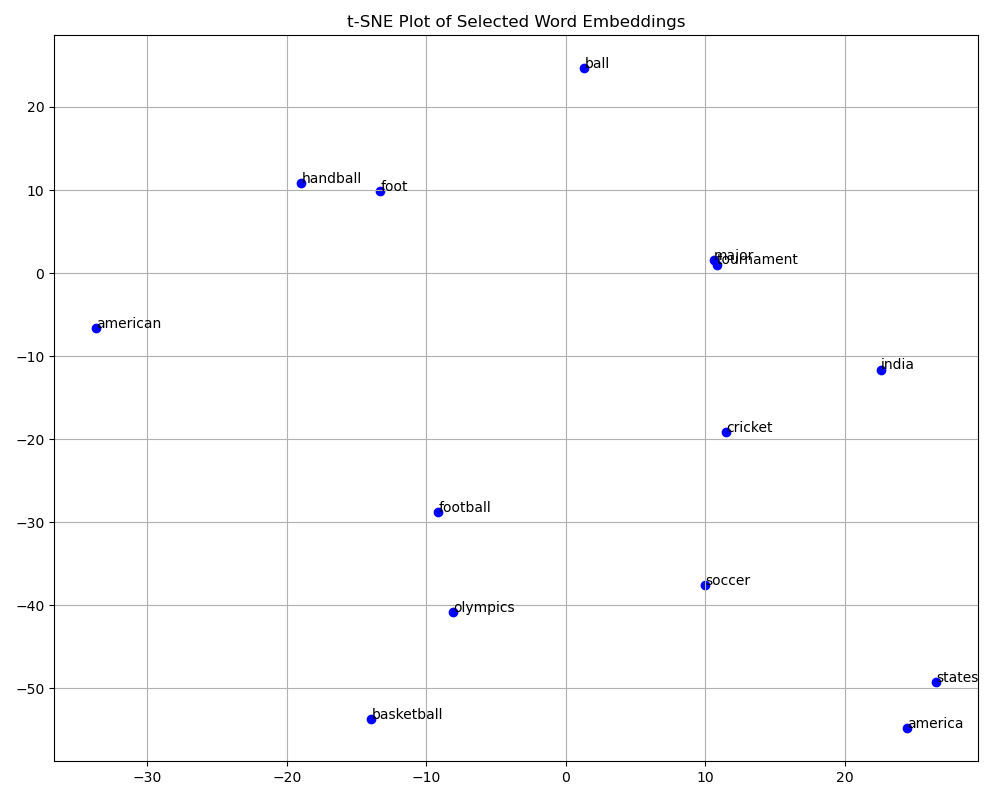 t-SNE Plot of Selected Word Embeddings
ball
20
handball
foot
10
major
tournament
0
american
−10
india
cricket
−20
football
−30
soccer
olympics
−40
states
−50
basketball
america
−30 −20 −10 0 10 20